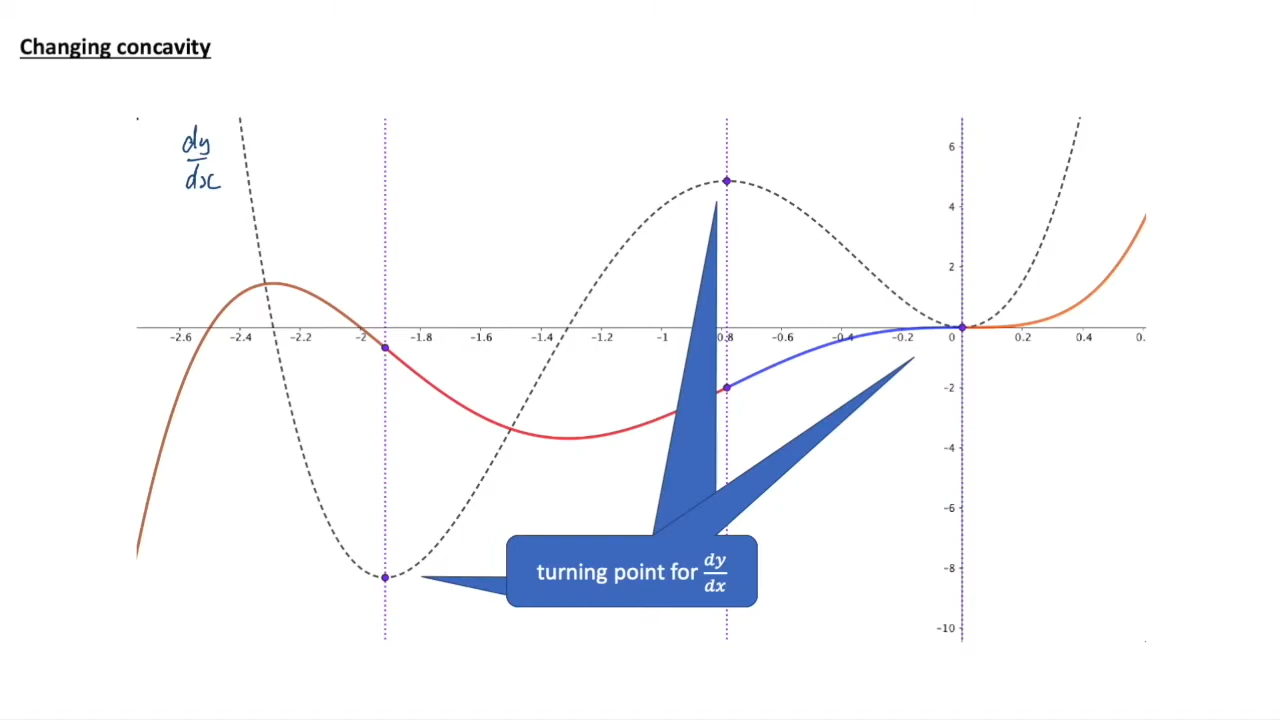 Changing concavity
dy
dx
6
4
2
-2.6 -2.4 -2.2 -2 -1.8 -1.6 -1.4 -1.2 -1 -0.8 -0.6 -0.4 -0.2 0 0.2 0.4 0.
-2
-4
-6
-8
-10
turning point for dy/dx